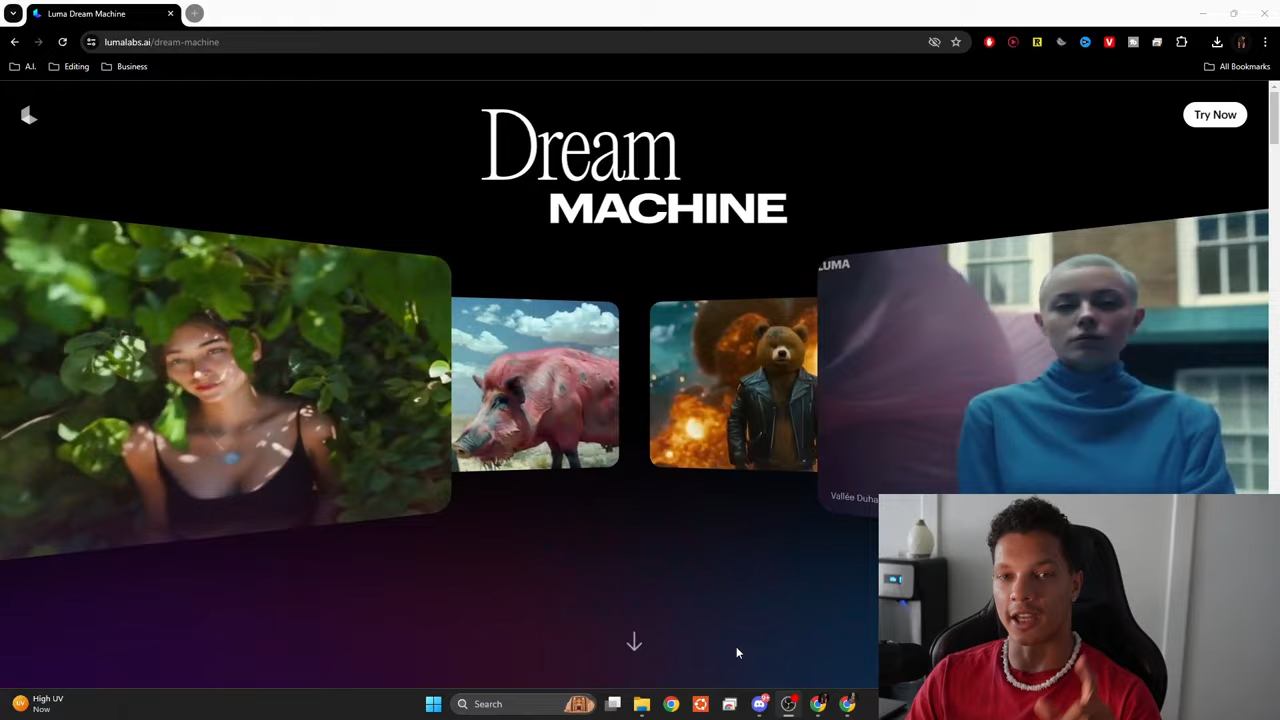 Luma Dream Machine
lumalabs.ai/dream-machine
A.I.
Editing
Business
All Bookmarks
Dream
MACHINE
Try Now
LUMA
Vallée Duha
High UV
Now
Search